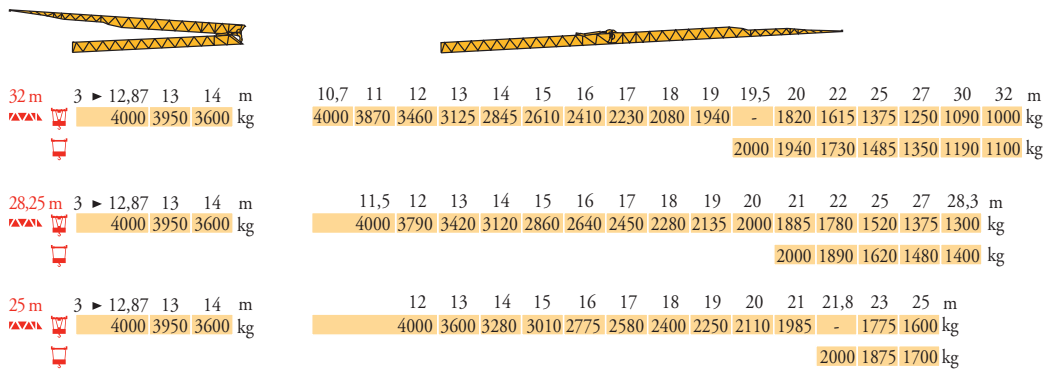 32 m 3 ► 12,87 13 14 m 10,7 11 12 13 14 15 16 17 18 19 19,5 20 22 25 27 30 32 m
4000 3950 3600 kg 4000 3870 3460 3125 2845 2610 2410 2230 2080 1940 - 1820 1615 1375 1250 1090 1000 kg
2000 1940 1730 1485 1350 1190 1100 kg
28,25 m 3 ► 12,87 13 14 m 11,5 12 13 14 15 16 17 18 19 20 21 22 25 27 28,3 m
4000 3950 3600 kg 4000 3790 3420 3120 2860 2640 2450 2280 2135 2000 1885 1780 1520 1375 1300 kg
2000 1890 1620 1480 1400 kg
25 m 3 ► 12,87 13 14 m 12 13 14 15 16 17 18 19 20 21 21,8 23 25 m
4000 3950 3600 kg 4000 3600 3280 3010 2775 2580 2400 2250 2110 1985 - 1775 1600 kg
2000 1875 1700 kg